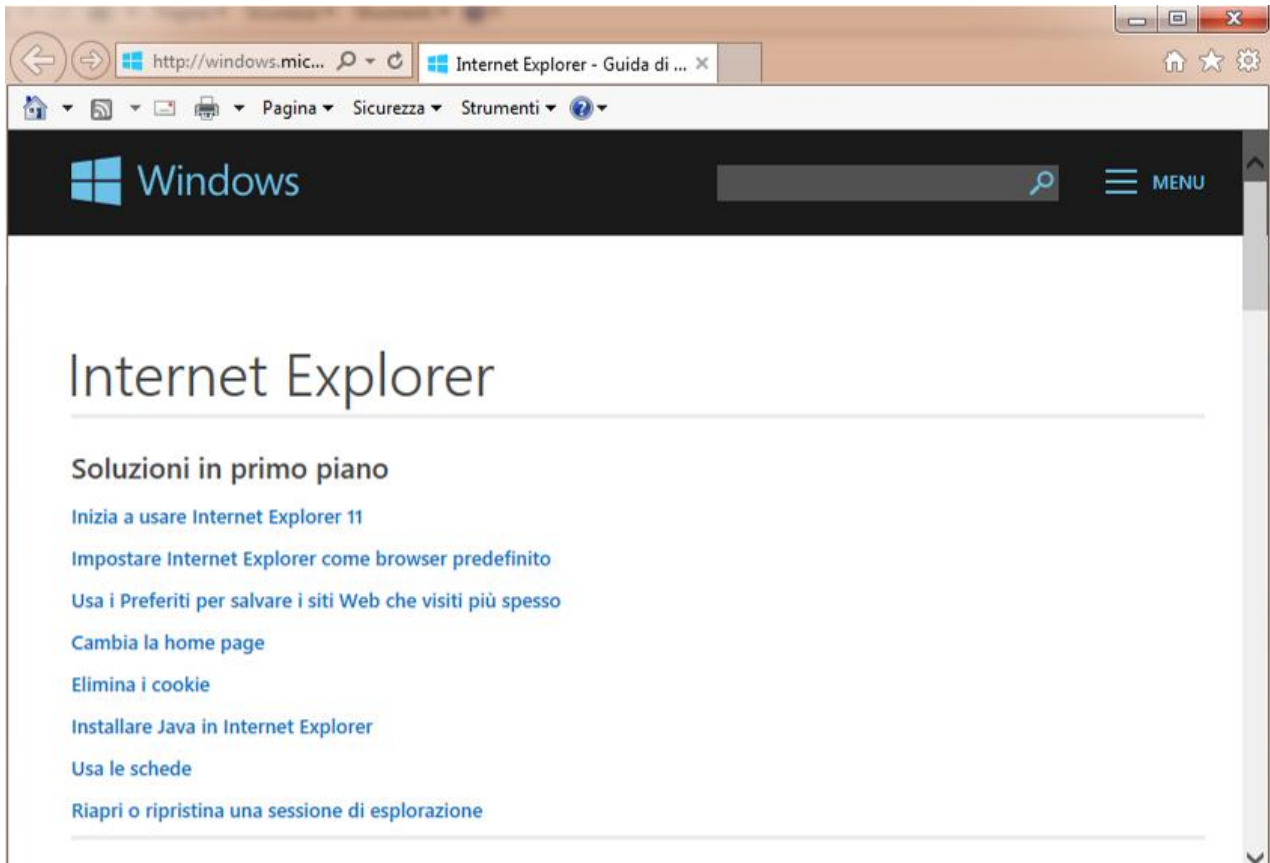 http://windows.mic...
Internet Explorer - Guida di ...
Pagina Sicurezza Strumenti
Windows
MENU
Internet Explorer
Soluzioni in primo piano
Inizia a usare Internet Explorer 11
Impostare Internet Explorer come browser predefinito
Usa i Preferiti per salvare i siti Web che visiti più spesso
Cambia la home page
Elimina i cookie
Installare Java in Internet Explorer
Usa le schede
Riapri o ripristina una sessione di esplorazione